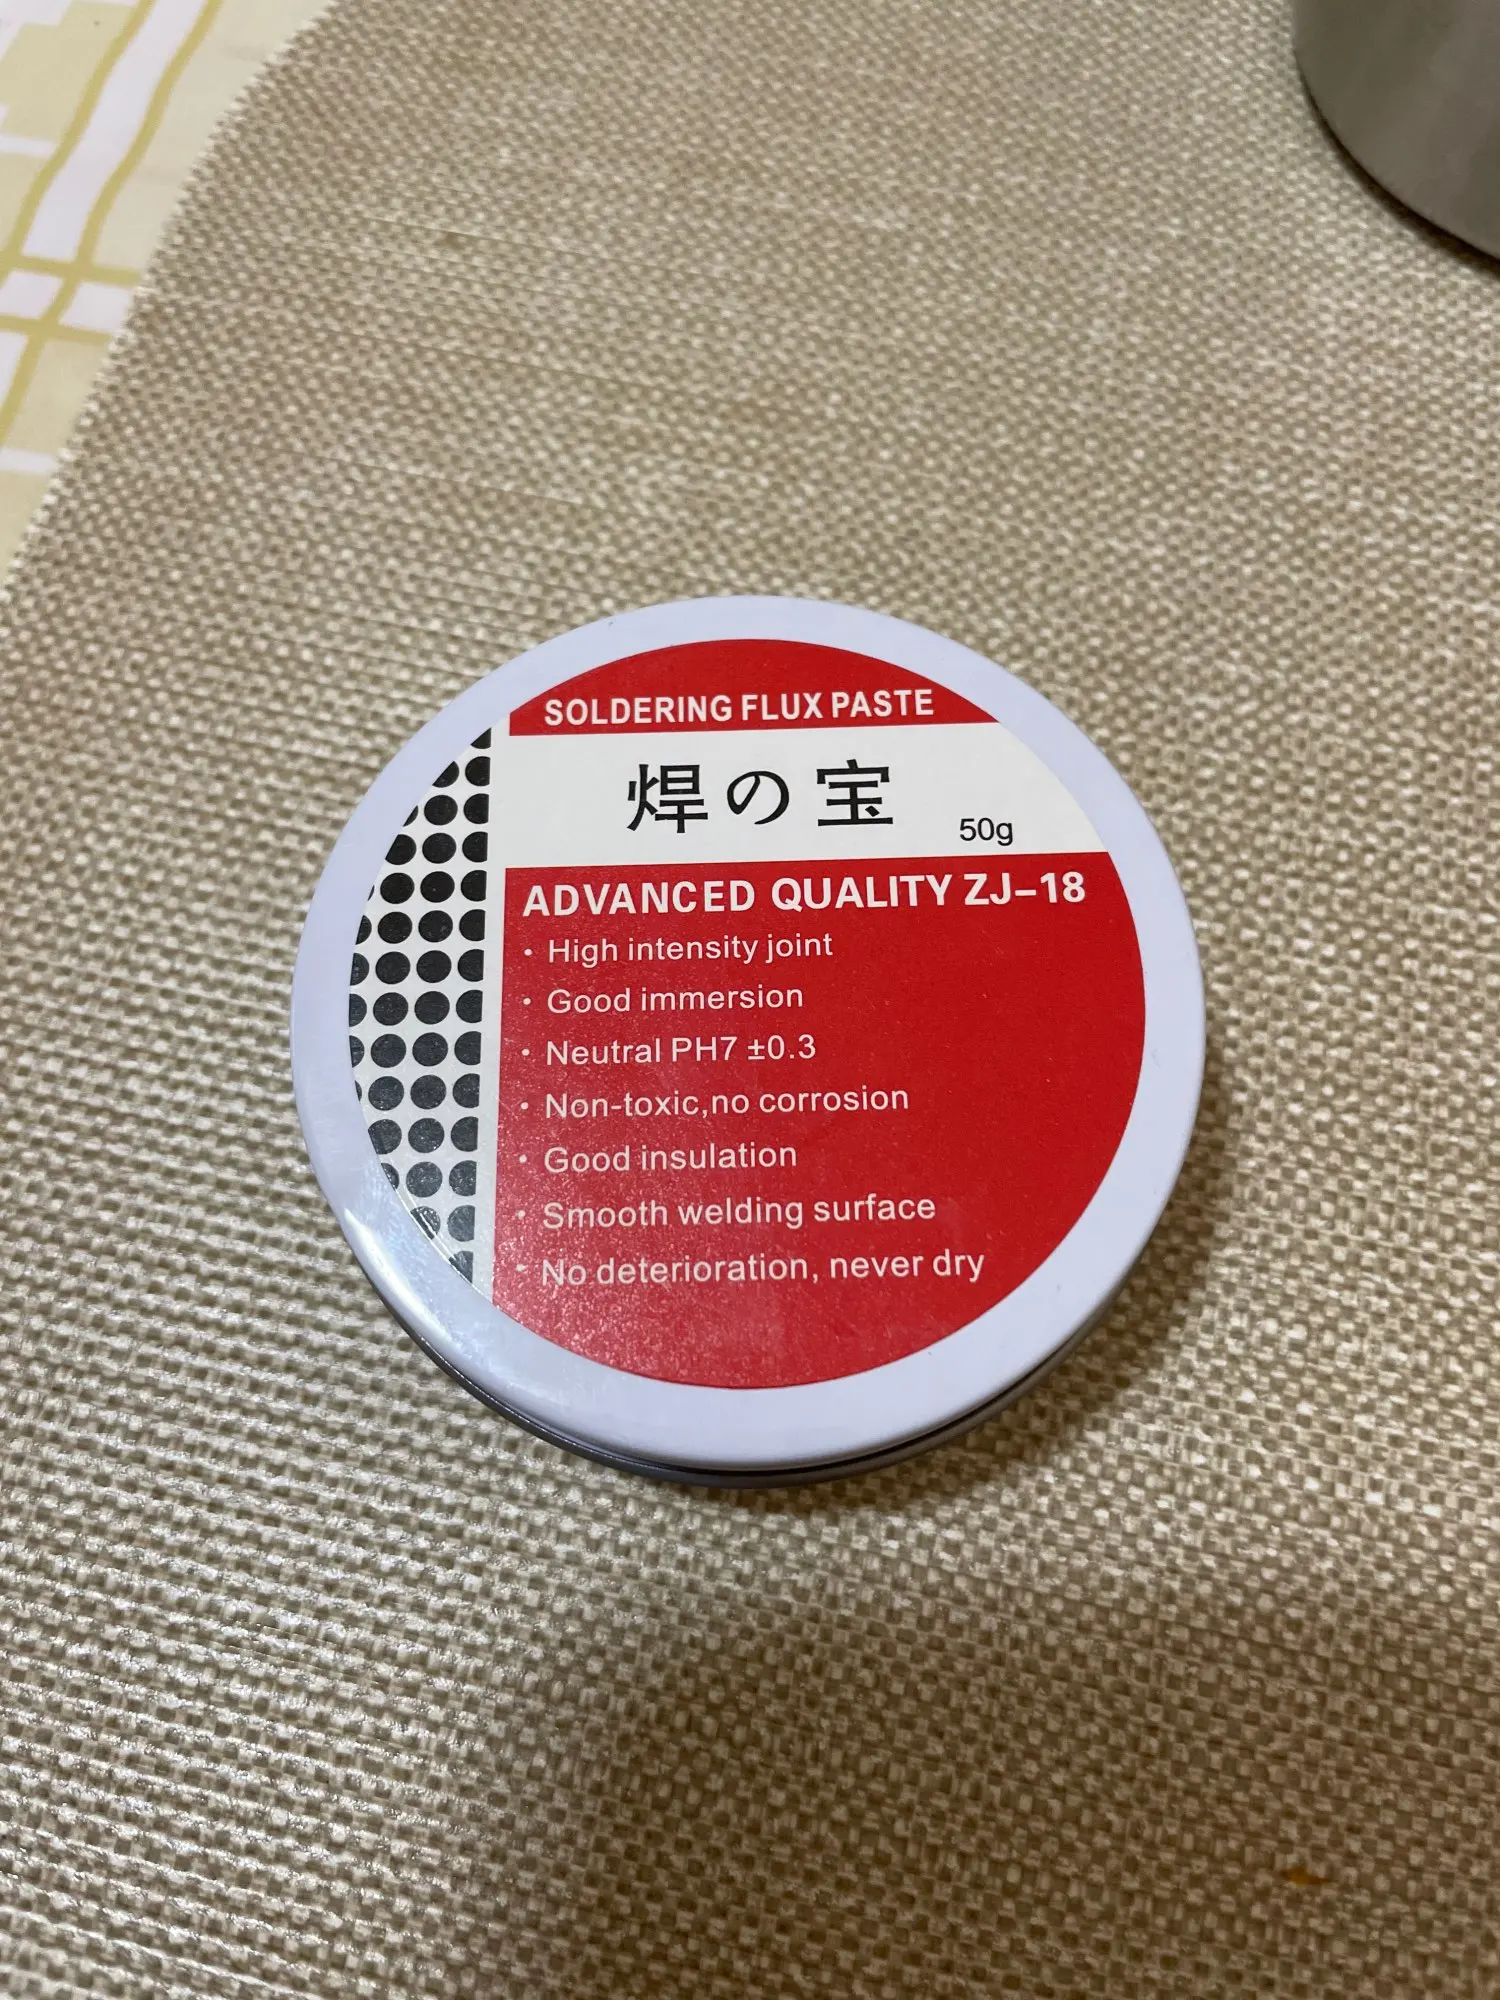 SOLDERING FLUX PASTE
焊の宝
50g
ADVANCED QUALITY ZJ-18
· High intensity joint
· Good immersion
· Neutral PH7 ±0.3
· Non-toxic,no corrosion
· Good insulation
· Smooth welding surface
· No deterioration, never dry